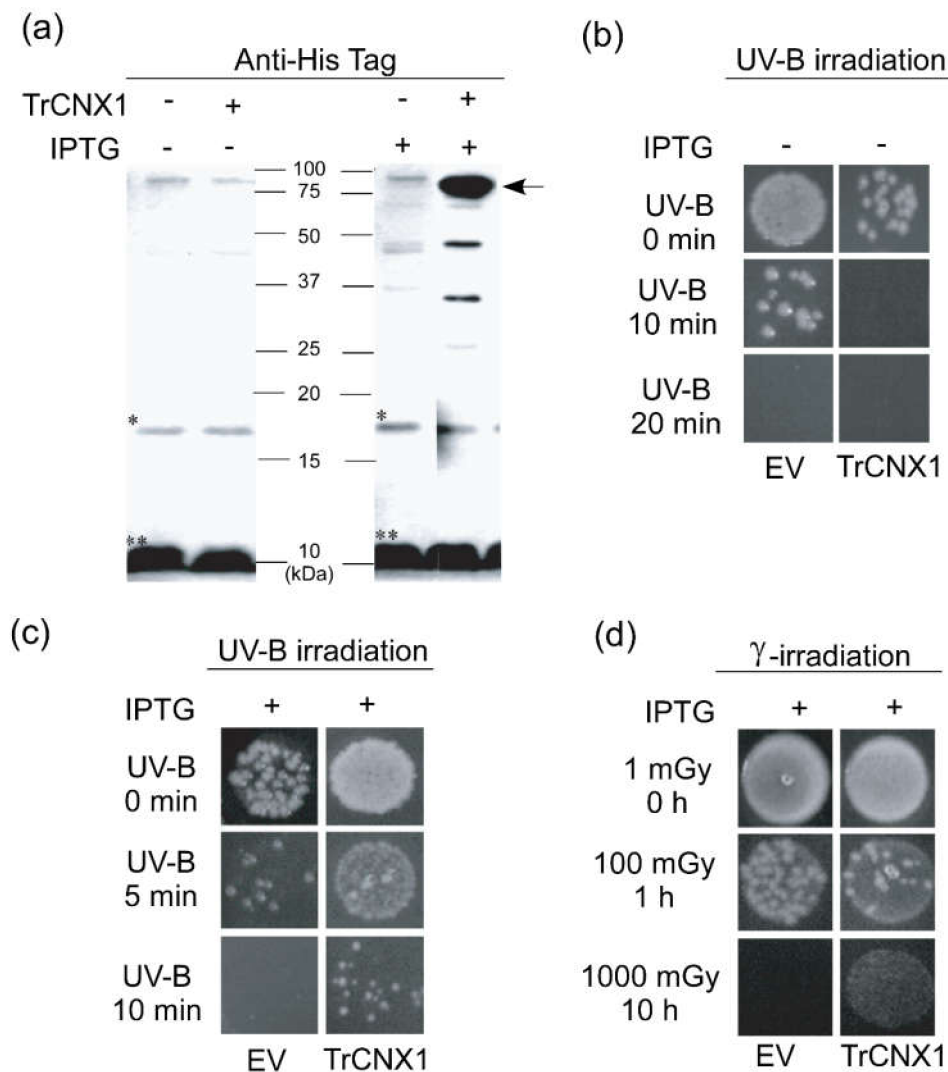 (a)
Anti-His Tag
TrCNX1 - + - +
IPTG - - + +
100
75
50
37
25
20
* *
15
** **
10
(kDa)
(b)
UV-B irradiation
IPTG - -
UV-B
0 min
UV-B
10 min
UV-B
20 min
EV TrCNX1
(c)
UV-B irradiation
IPTG + +
UV-B
0 min
UV-B
5 min
UV-B
10 min
EV TrCNX1
(d)
γ-irradiation
IPTG + +
1 mGy
0 h
100 mGy
1 h
1000 mGy
10 h
EV TrCNX1